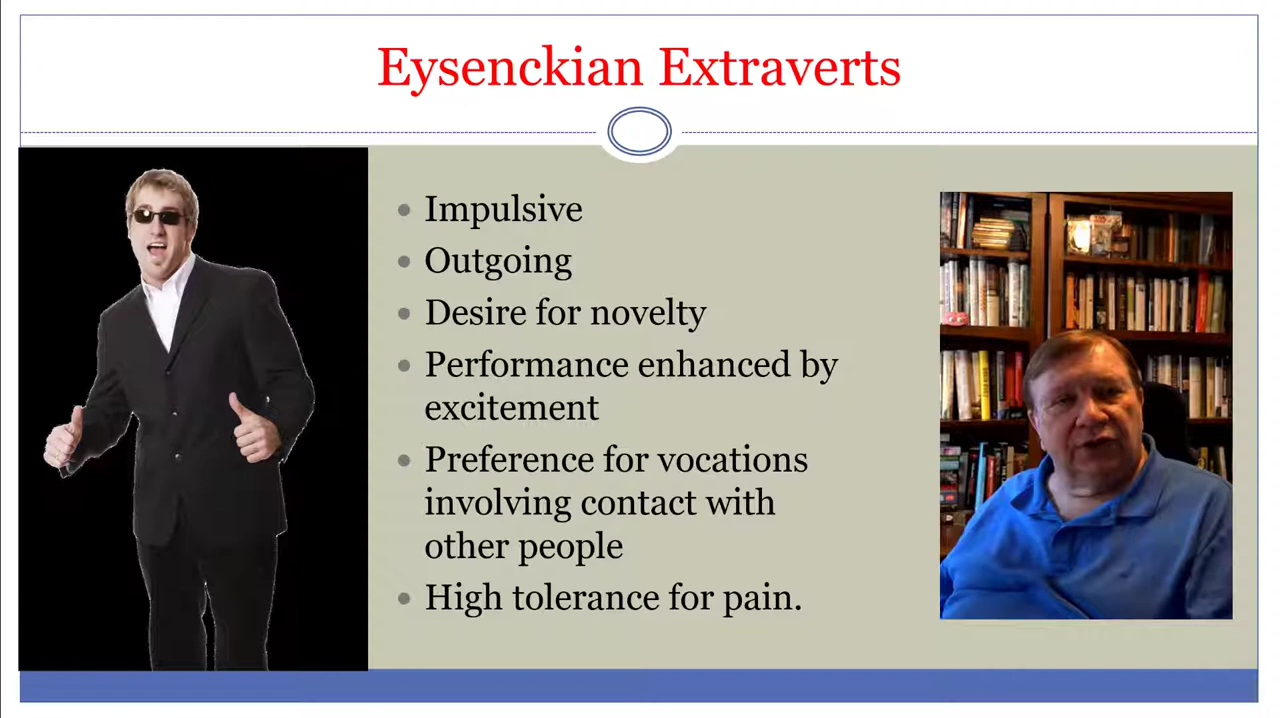 Eysenckian Extraverts
Impulsive
Outgoing
Desire for novelty
Performance enhanced by
excitement
Preference for vocations
involving contact with
other people
High tolerance for pain.